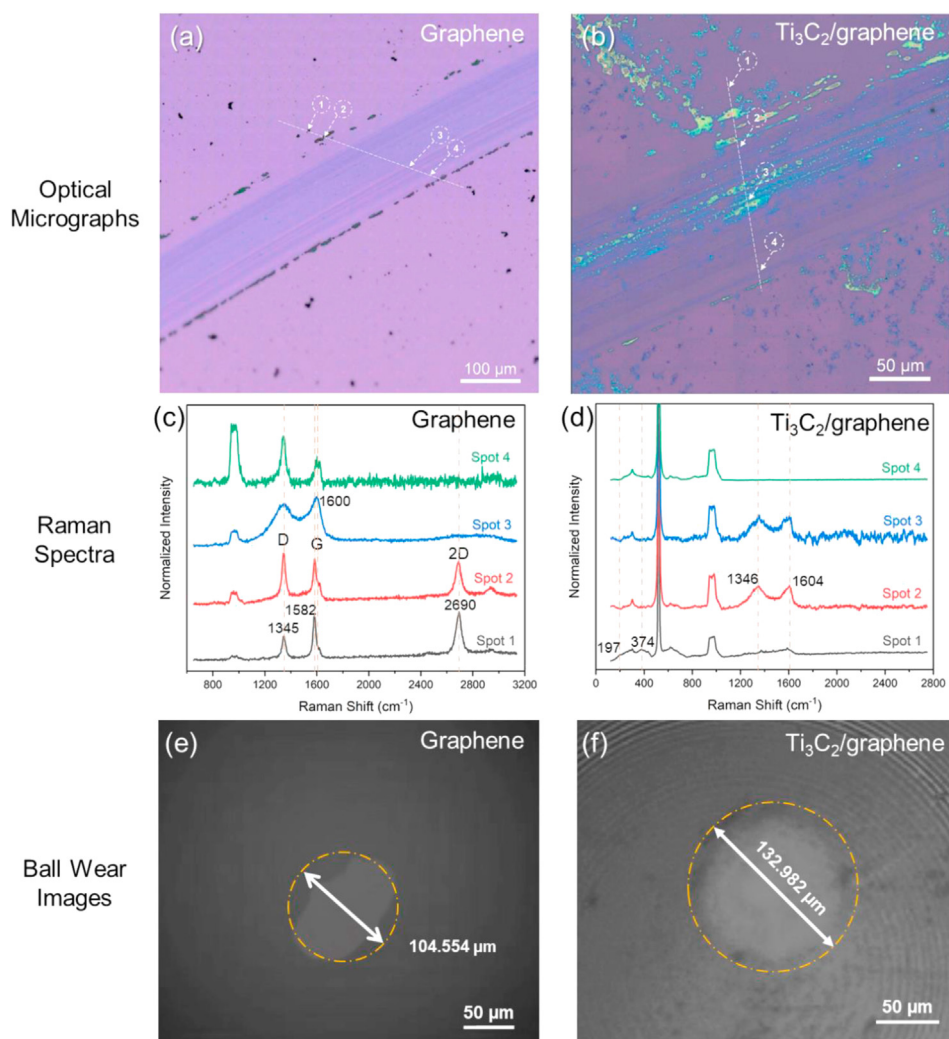 (a)
Graphene
1
2
3
4
100 µm
(b)
Ti₃C₂/graphene
1
2
3
4
50 µm
Optical
Micrographs
(c)
Graphene
Spot 4
1600
Spot 3
D
G
2D
Spot 2
1582
1345
2690
Spot 1
Normalized Intensity
600 1200 1600 2000 2400 2800 3200
Raman Shift (cm⁻¹)
(d)
Ti₃C₂/graphene
Spot 4
Spot 3
1346
1604
Spot 2
197
374
Spot 1
Normalized Intensity
0 400 800 1200 1600 2000 2400 2800
Raman Shift (cm⁻¹)
Raman
Spectra
(e)
Graphene
104.554 µm
50 µm
(f)
Ti₃C₂/graphene
132.982 µm
50 µm
Ball Wear
Images